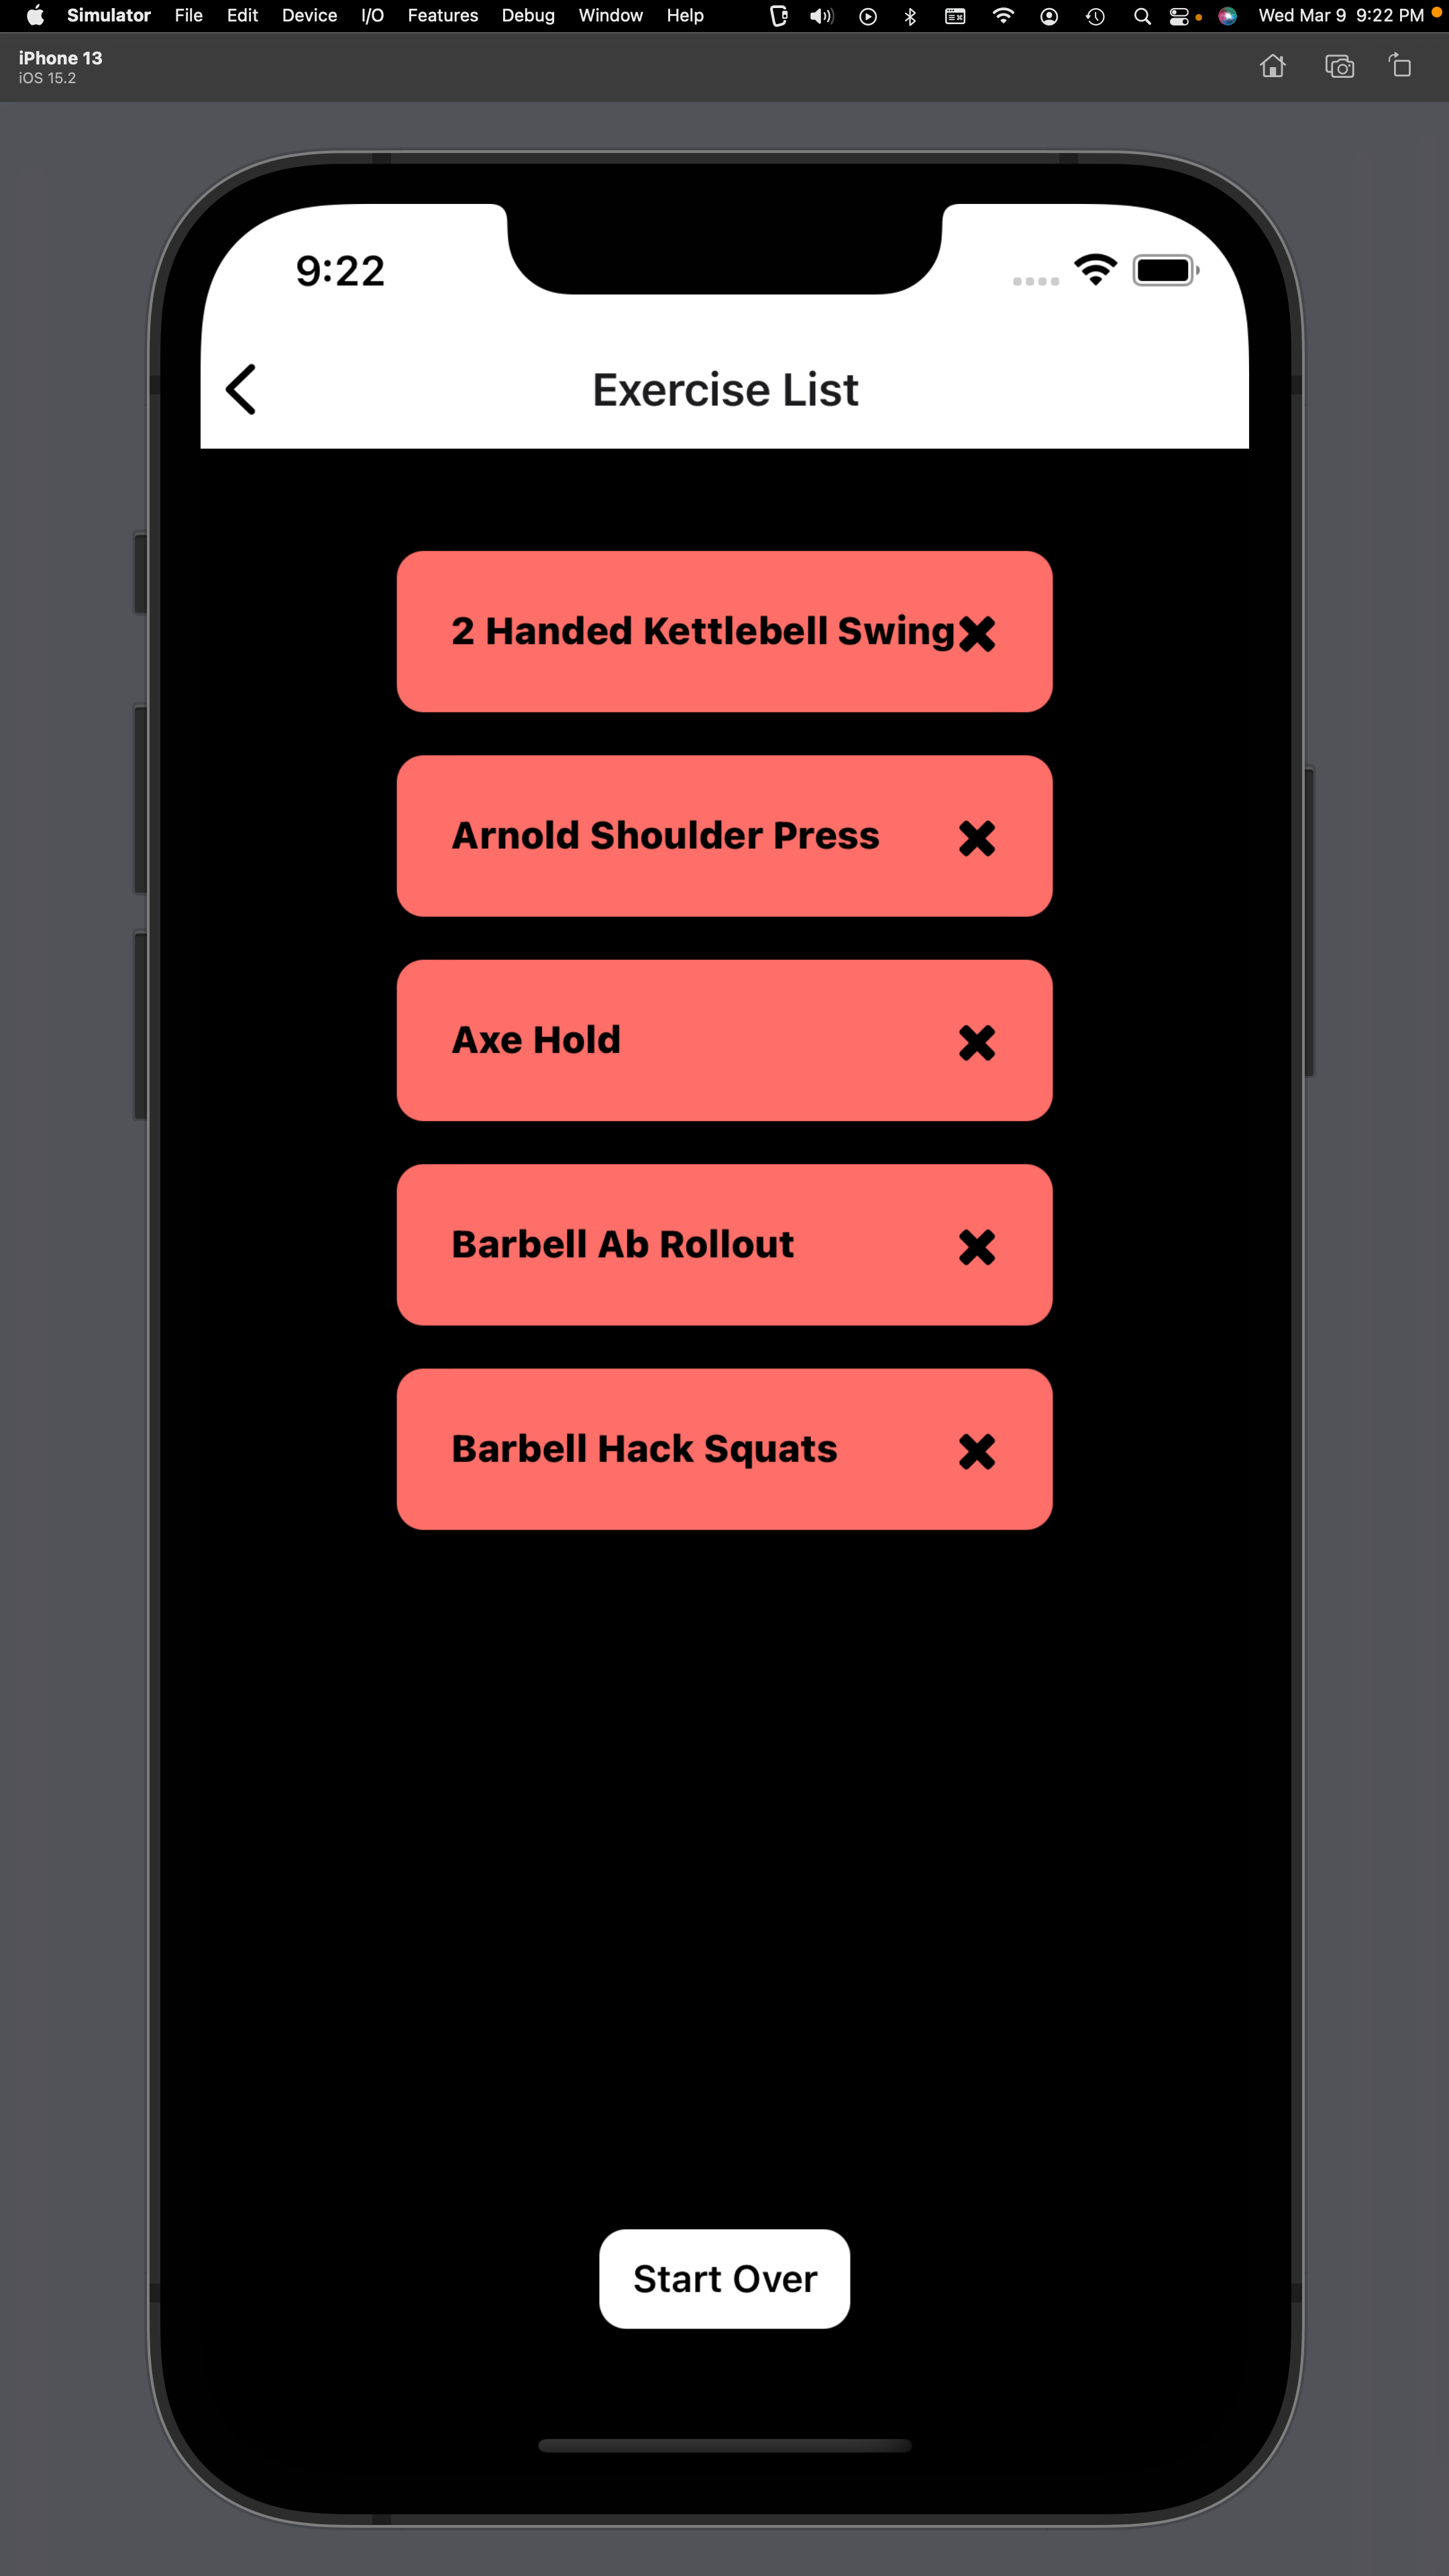 Simulator File Edit Device I/O Features Debug Window Help Wed Mar 9 9:22 PM
iPhone 13
iOS 15.2
9:22
Exercise List
2 Handed Kettlebell Swing
Arnold Shoulder Press
Axe Hold
Barbell Ab Rollout
Barbell Hack Squats
Start Over